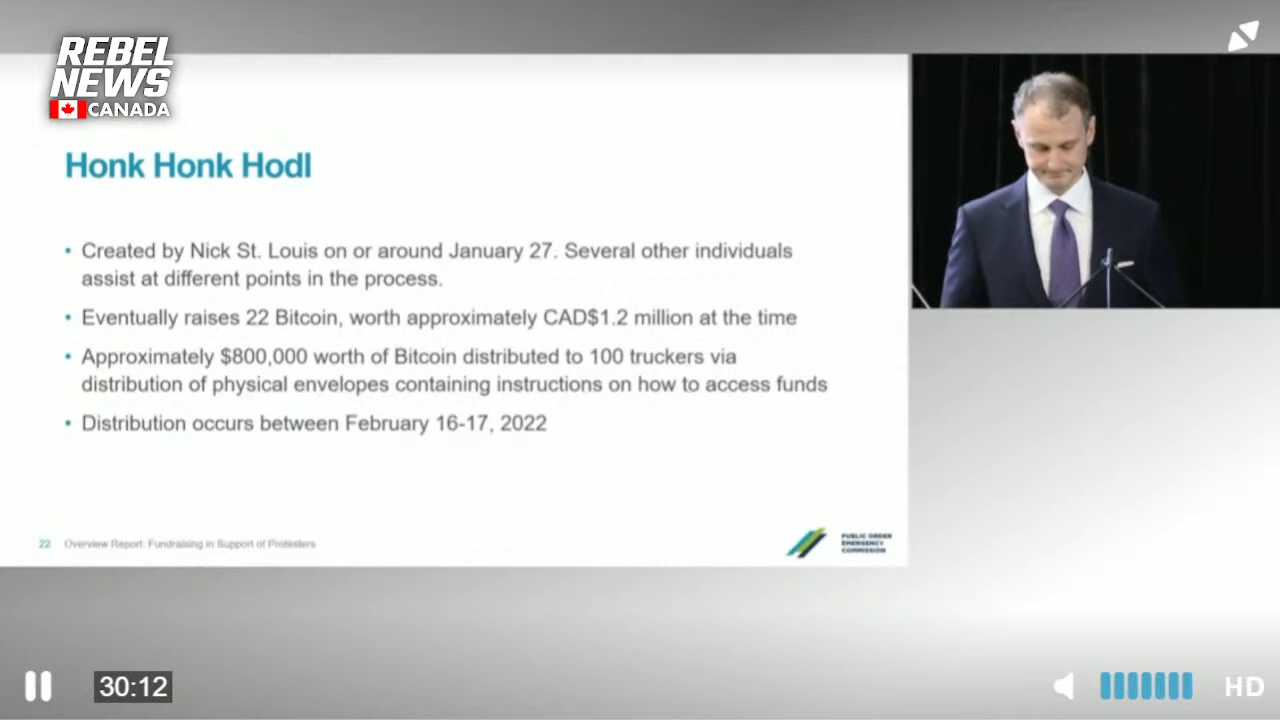 REBEL
NEWS
CANADA
Honk Honk Hodl
• Created by Nick St. Louis on or around January 27. Several other individuals
assist at different points in the process.
• Eventually raises 22 Bitcoin, worth approximately CAD$1.2 million at the time
• Approximately $800,000 worth of Bitcoin distributed to 100 truckers via
distribution of physical envelopes containing instructions on how to access funds
• Distribution occurs between February 16-17, 2022
22 Overview Report: Fundraising in Support of Protesters
PUBLIC ORDER
EMERGENCY
COMMISSION
30:12
HD